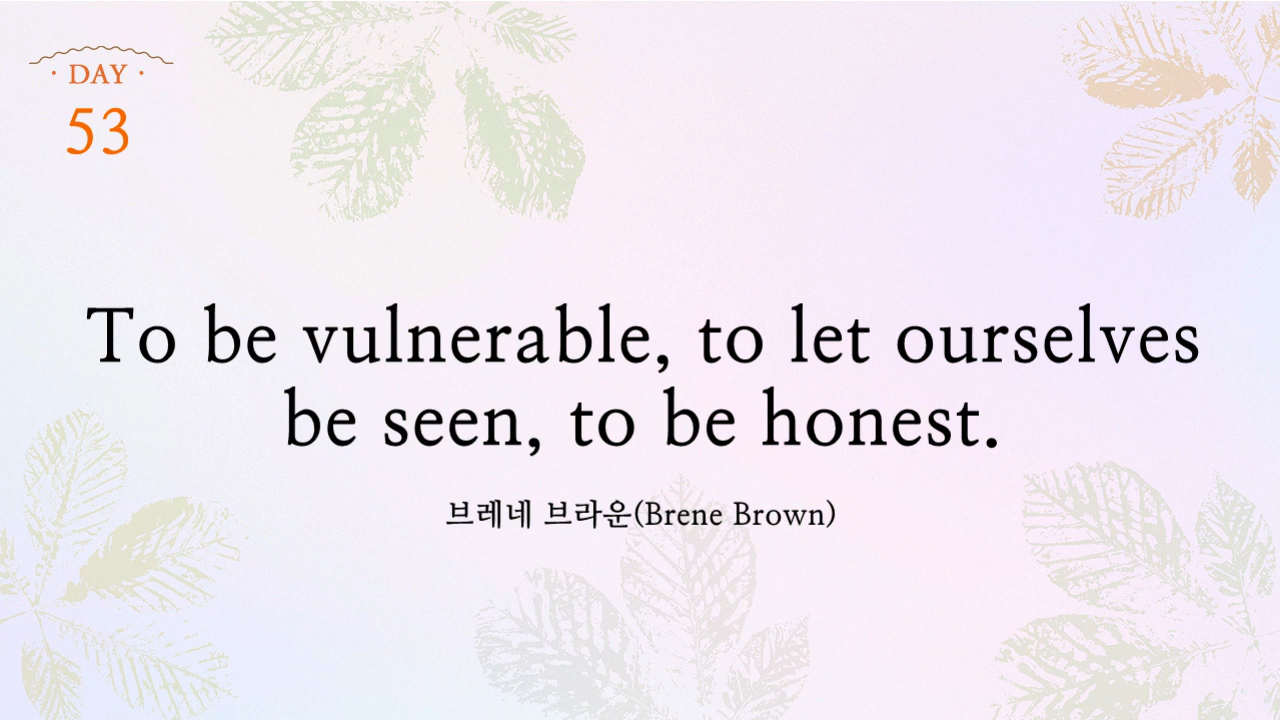 · DAY ·
53
To be vulnerable, to let ourselves
be seen, to be honest.
브레네 브라운(Brene Brown)